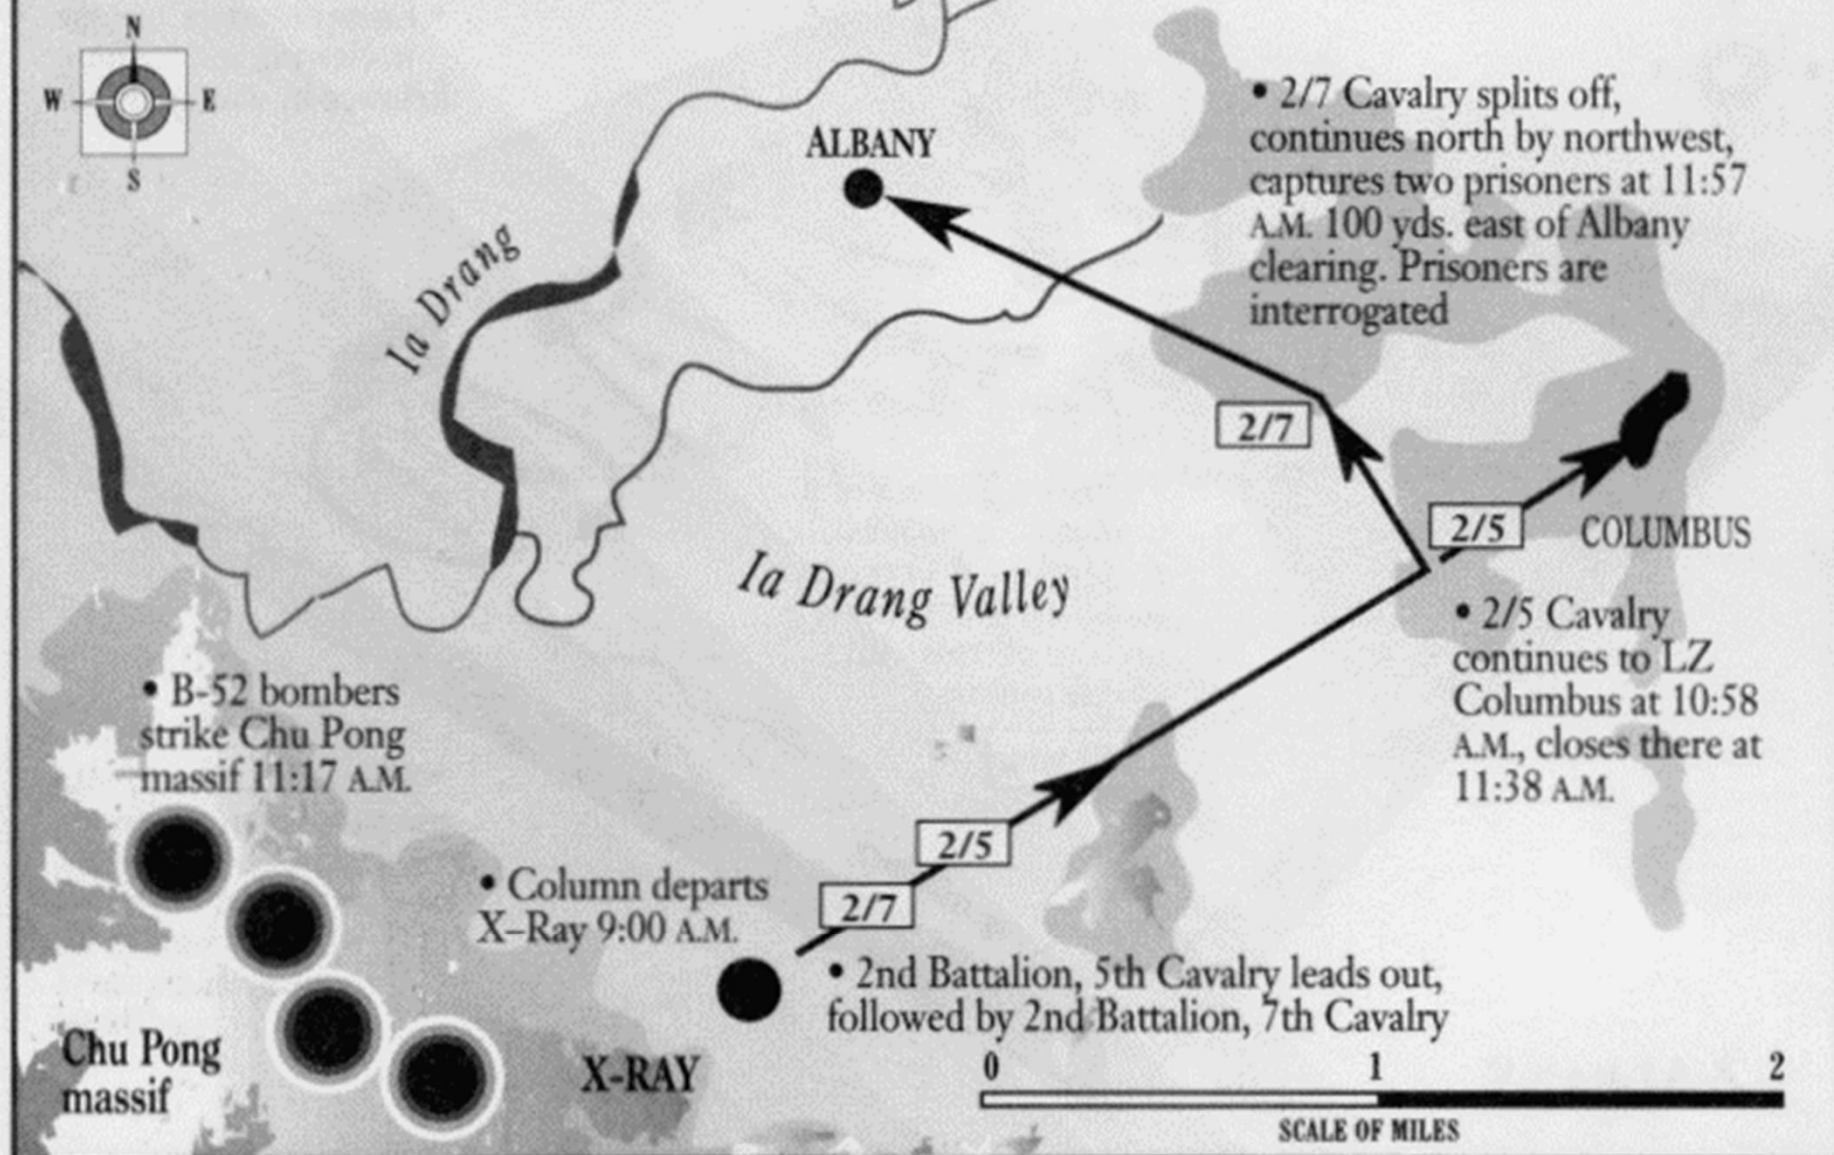 N
W E
S
ALBANY
• 2/7 Cavalry splits off,
continues north by northwest,
captures two prisoners at 11:57
A.M. 100 yds. east of Albany
clearing. Prisoners are
interrogated
Ia Drang
2/7
2/5
COLUMBUS
Ia Drang Valley
• 2/5 Cavalry
continues to LZ
Columbus at 10:58
A.M., closes there at
11:38 A.M.
• B-52 bombers
strike Chu Pong
massif 11:17 A.M.
2/5
2/7
• Column departs
X–Ray 9:00 A.M.
• 2nd Battalion, 5th Cavalry leads out,
followed by 2nd Battalion, 7th Cavalry
Chu Pong
massif
X-RAY
0 1 2
SCALE OF MILES